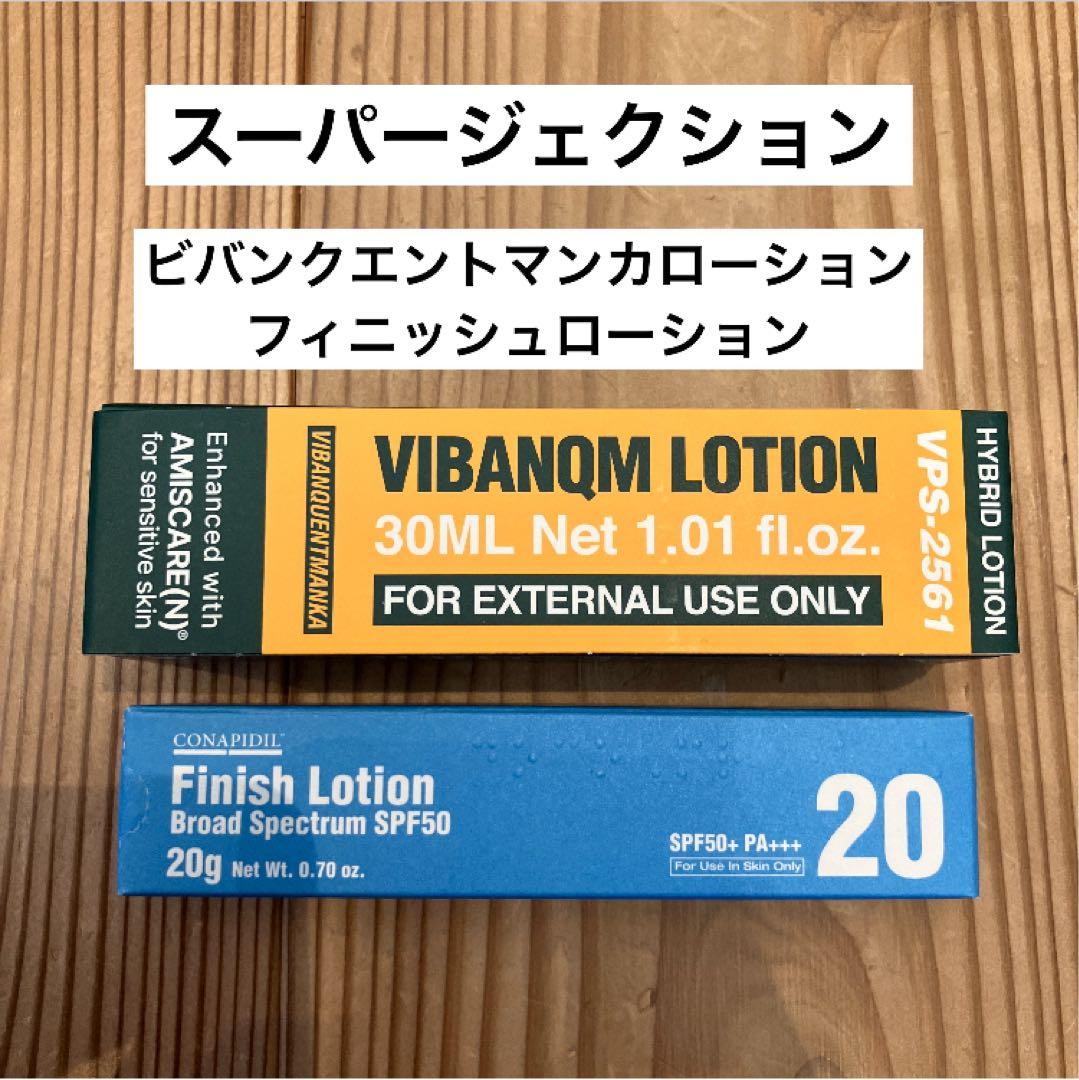 スーパージェクション
ビバンクエントマンカローション
フィニッシュローション
Enhanced with
AMISCARE(N)®
for sensitive skin
VIBANQUENTMANKA
VIBANQM LOTION
30ML Net 1.01 fl.oz.
FOR EXTERNAL USE ONLY
VPS-2561
HYBRID LOTION
CONAPIDIL™
Finish Lotion
Broad Spectrum SPF50
20g Net Wt. 0.70 oz.
SPF50+ PA+++
For Use In Skin Only
20